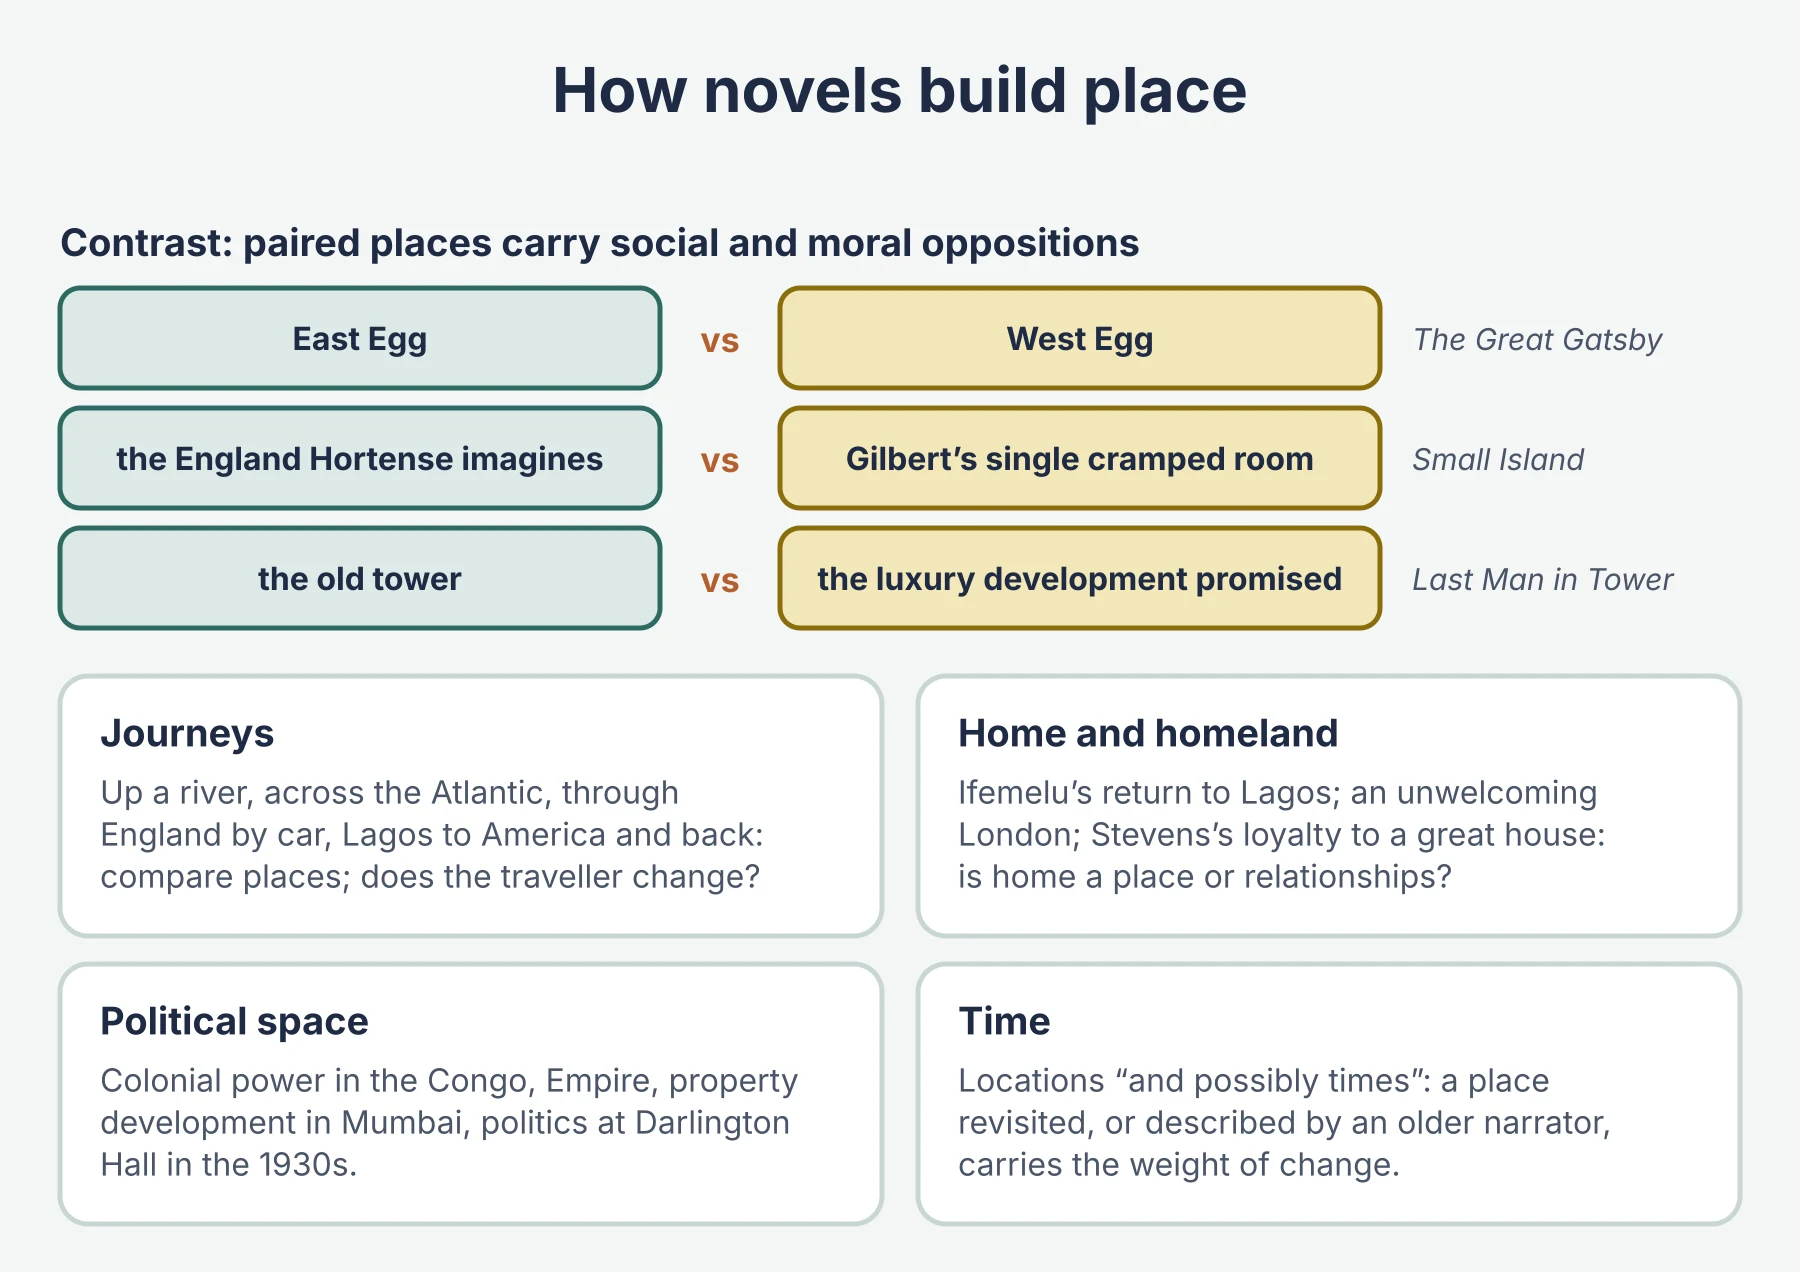 How novels build place
Contrast: paired places carry social and moral oppositions
East Egg vs West Egg The Great Gatsby
the England Hortense imagines vs Gilbert’s single cramped room Small Island
the old tower vs the luxury development promised Last Man in Tower
Journeys
Up a river, across the Atlantic, through
England by car, Lagos to America and back:
compare places; does the traveller change?
Home and homeland
Ifemelu’s return to Lagos; an unwelcoming
London; Stevens’s loyalty to a great house:
is home a place or relationships?
Political space
Colonial power in the Congo, Empire, property
development in Mumbai, politics at Darlington
Hall in the 1930s.
Time
Locations “and possibly times”: a place
revisited, or described by an older narrator,
carries the weight of change.